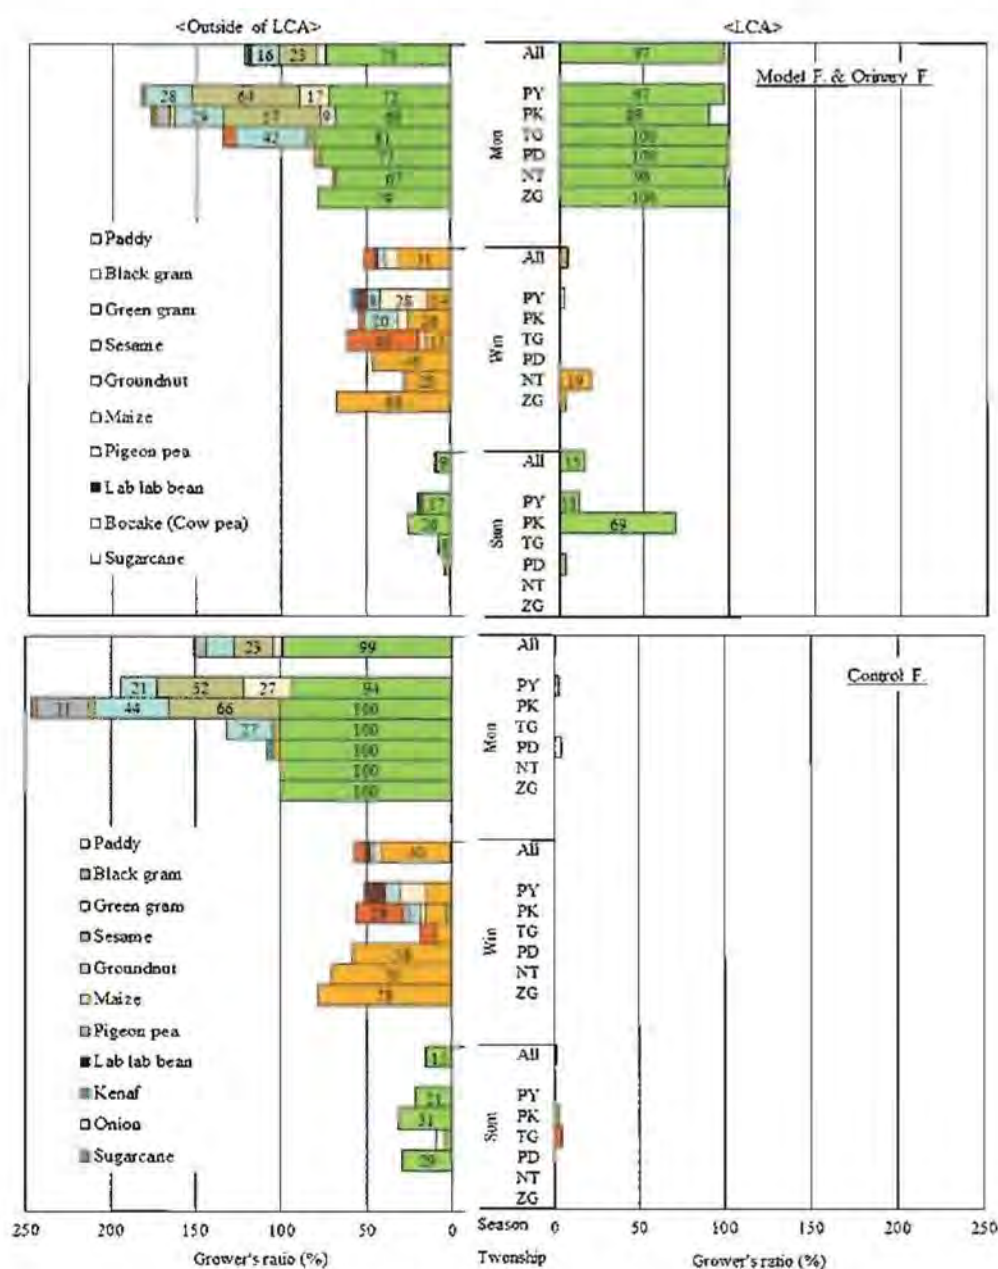 <Outside of LCA> <LCA>
Model F. & Orinary F
Mon
All 16 23 97
PY 28 64 17 72 97
PK 9
TG 42 100
PD 100
NT 67 98
ZG 100
Paddy
Black gram
Green gram
Sesame
Groundnut
Maize
Pigeon pea
Lab lab bean
Bocake (Cow pea)
Sugarcane
Win
All
PY 28
PK 20
TG
PD
NT 19
ZG
Sum
All 9 15
PY 17
PK 69
TG
PD
NT
ZG
Control F.
Mon
All 23 99
PY 21 52 27 94
PK 44 66 100
TG 27 100
PD 100
NT 100
ZG 100
Paddy
Black gram
Green gram
Sesame
Groundnut
Maize
Pigeon pea
Lab lab bean
Kenaf
Onion
Sugarcane
Win
All
PY
PK
TG
PD
NT
ZG
Sum
All
PY 21
PK 31
TG
PD 29
NT
ZG
250 200 150 100 50 0 Season 0 50 100 150 200 250
Grower's ratio (%) Twonship Grower's ratio (%)